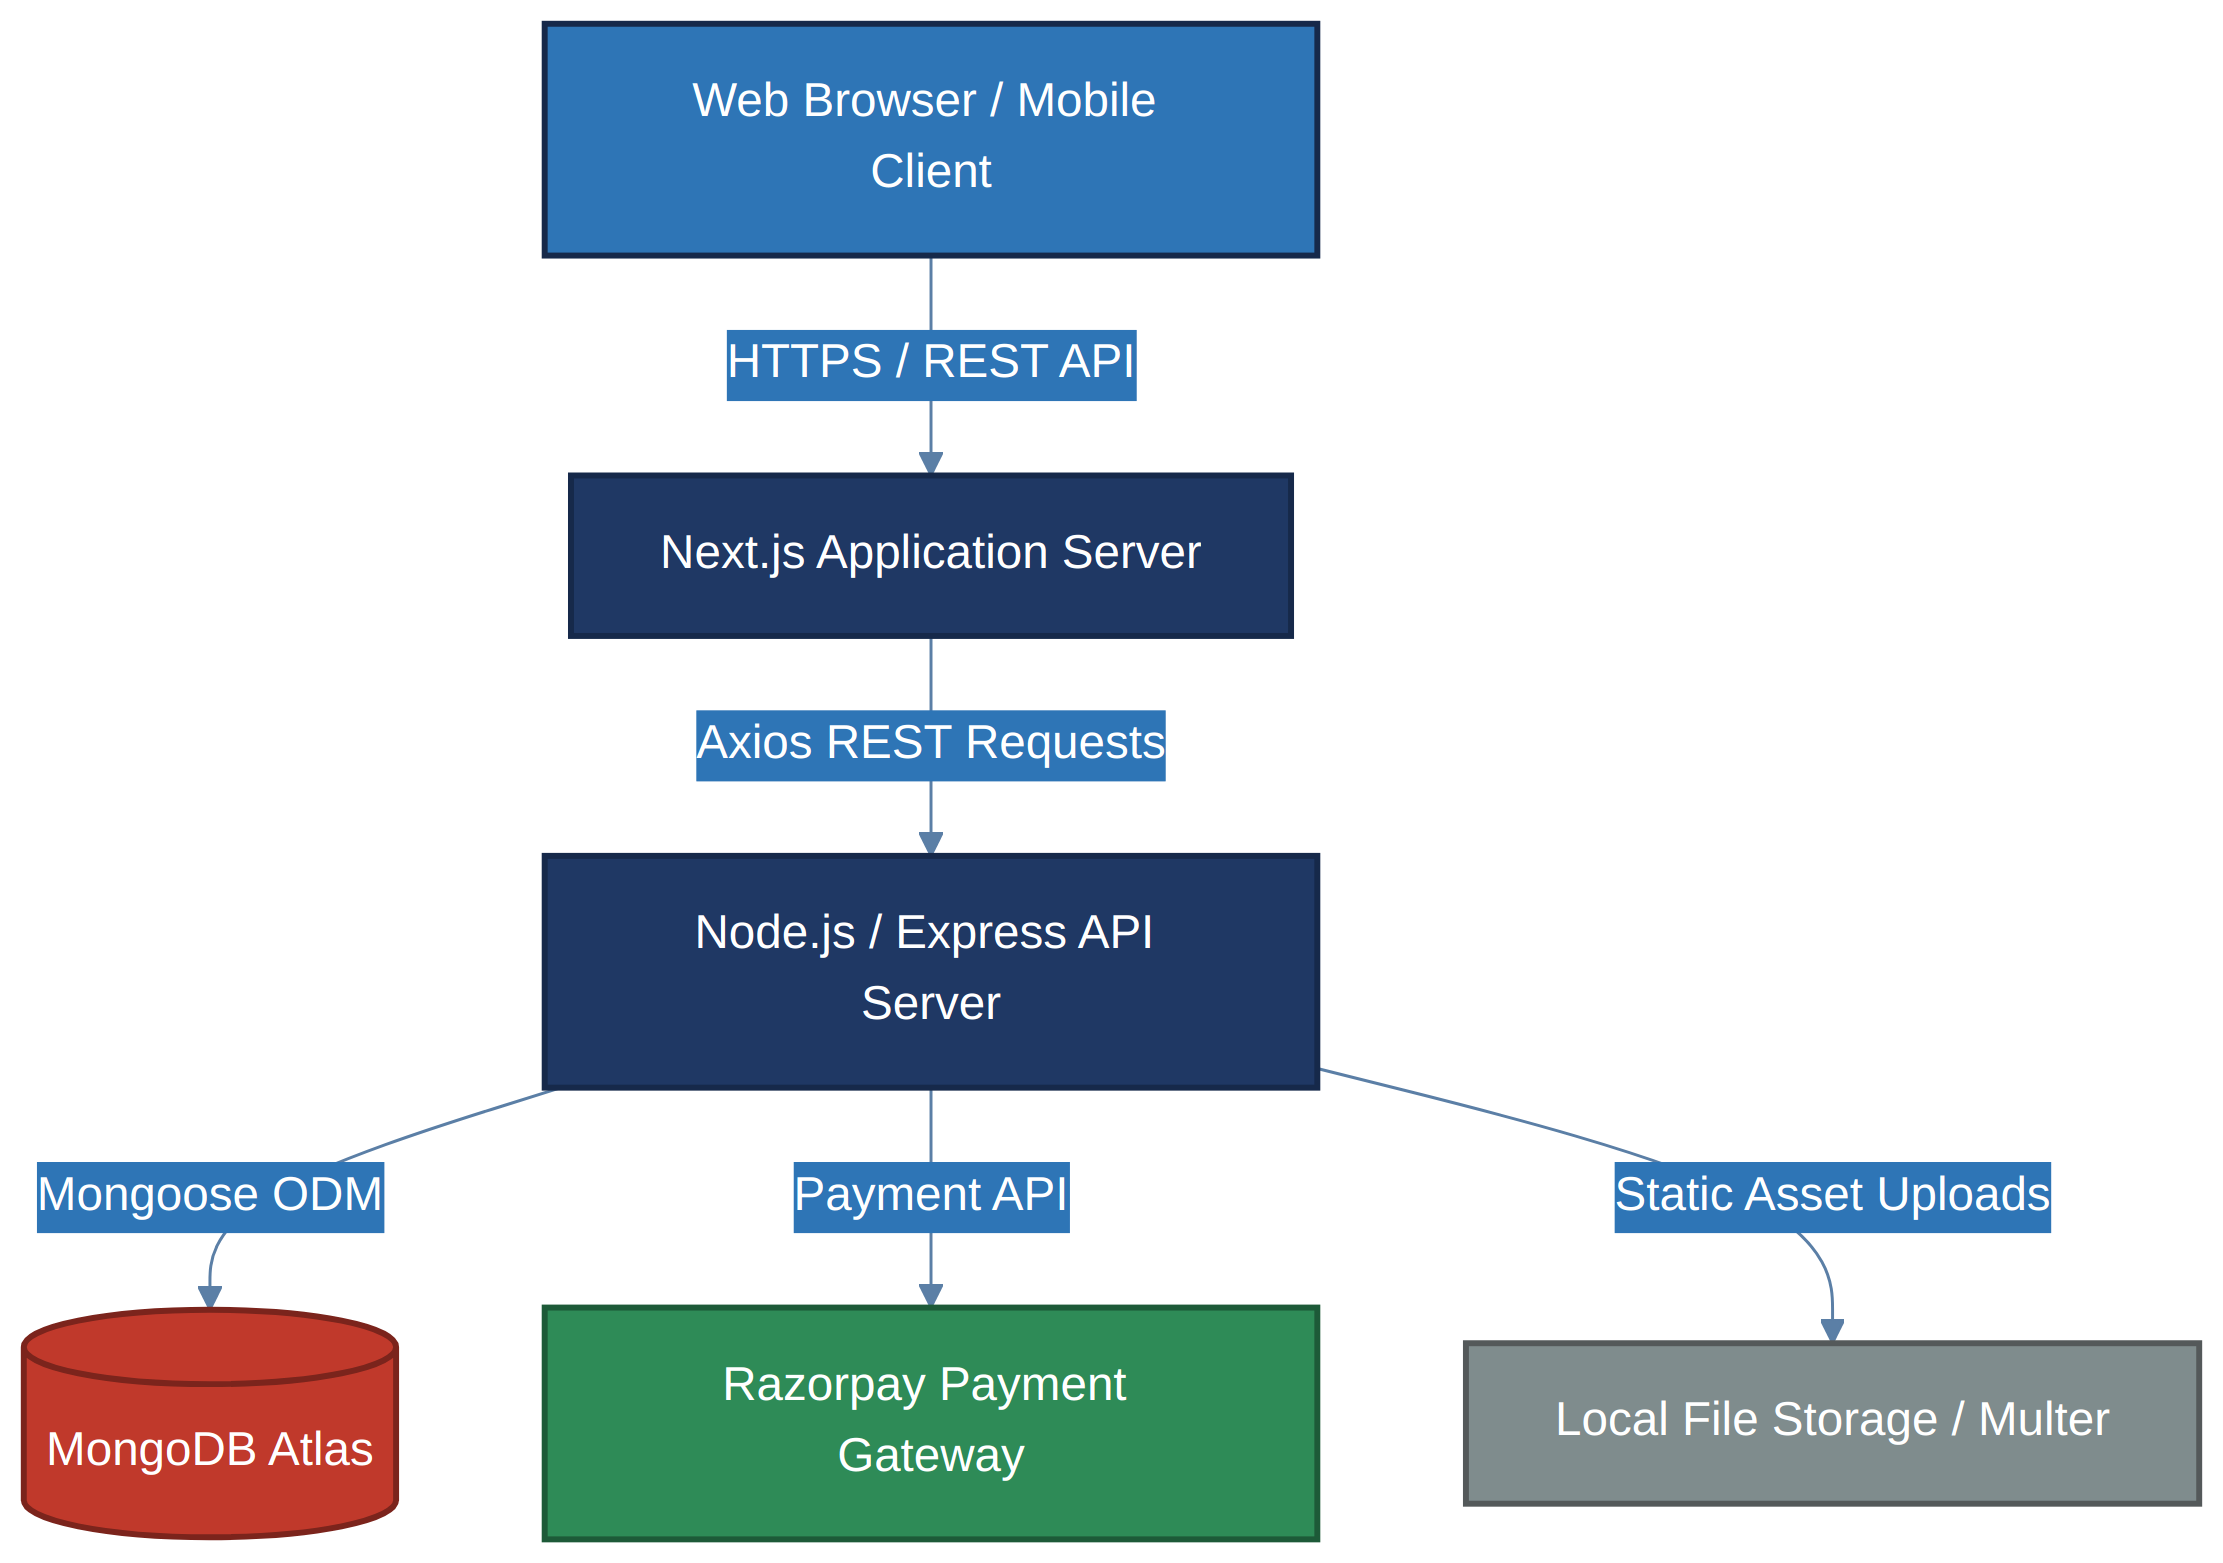 Web Browser / Mobile
Client
HTTPS / REST API
Next.js Application Server
Axios REST Requests
Node.js / Express API
Server
Mongoose ODM
Payment API
Static Asset Uploads
MongoDB Atlas
Razorpay Payment
Gateway
Local File Storage / Multer